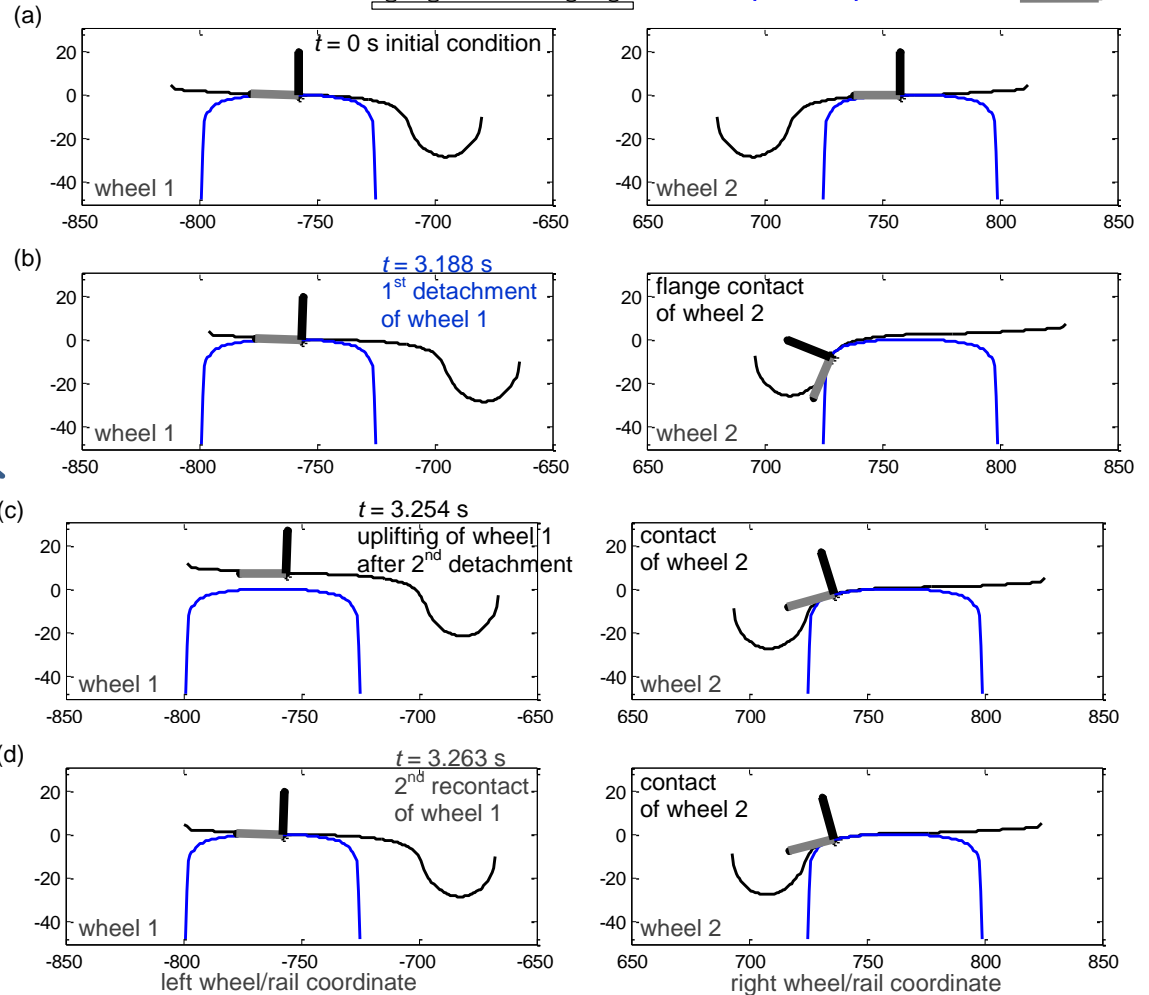 (a)
t = 0 s initial condition
20
0
-20
-40
wheel 1
-850
-800
-750
-700
-650
20
0
-20
-40
wheel 2
650
700
750
800
850
(b)
t = 3.188 s
1st detachment
of wheel 1
20
0
-20
-40
wheel 1
-850
-800
-750
-700
-650
flange contact
of wheel 2
20
0
-20
-40
wheel 2
650
700
750
800
850
(c)
t = 3.254 s
uplifting of wheel 1
after 2nd detachment
20
0
-20
-40
wheel 1
-850
-800
-750
-700
-650
contact
of wheel 2
20
0
-20
-40
wheel 2
650
700
750
800
850
(d)
t = 3.263 s
2nd recontact
of wheel 1
20
0
-20
-40
wheel 1
-850
-800
-750
-700
-650
left wheel/rail coordinate
contact
of wheel 2
20
0
-20
-40
wheel 2
650
700
750
800
850
right wheel/rail coordinate